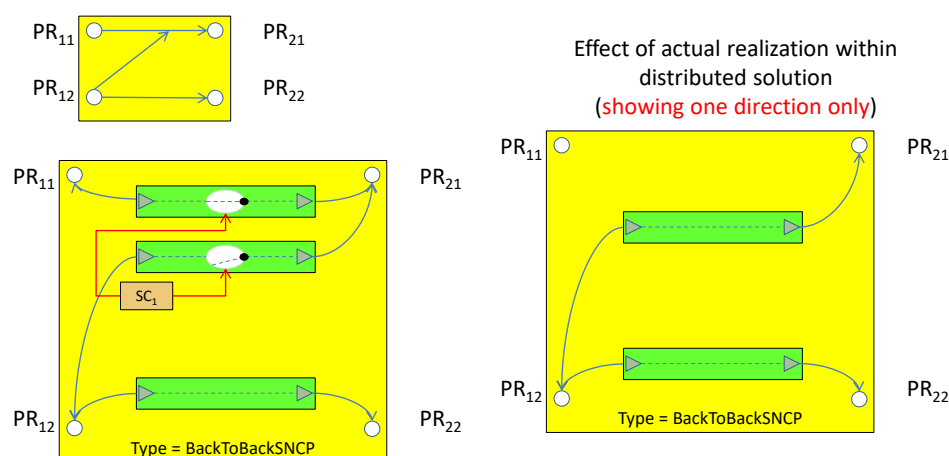 PR11
PR21
PR12
PR22
Effect of actual realization within
distributed solution
(showing one direction only)
PR11
PR21
SC1
PR12
PR22
Type = BackToBackSNCP
PR11
PR21
PR12
PR22
Type = BackToBackSNCP